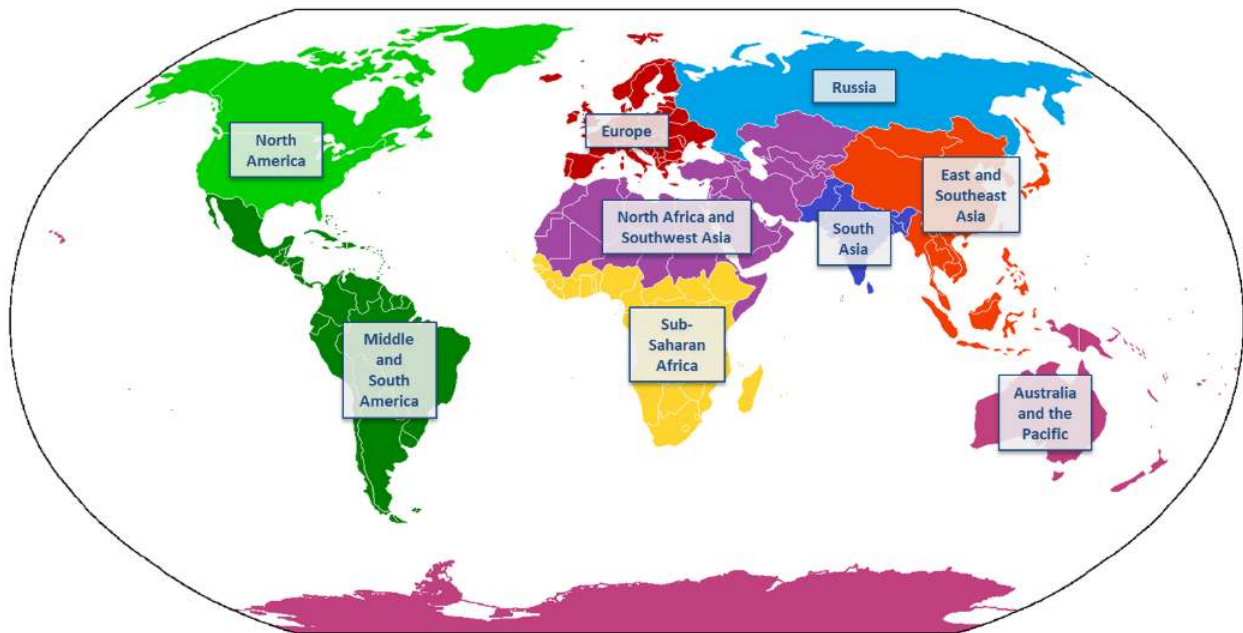 Russia
Europe
North
America
East and
Southeast
Asia
North Africa and
Southwest Asia
South
Asia
Sub-
Saharan
Africa
Middle
and
South
America
Australia
and the
Pacific